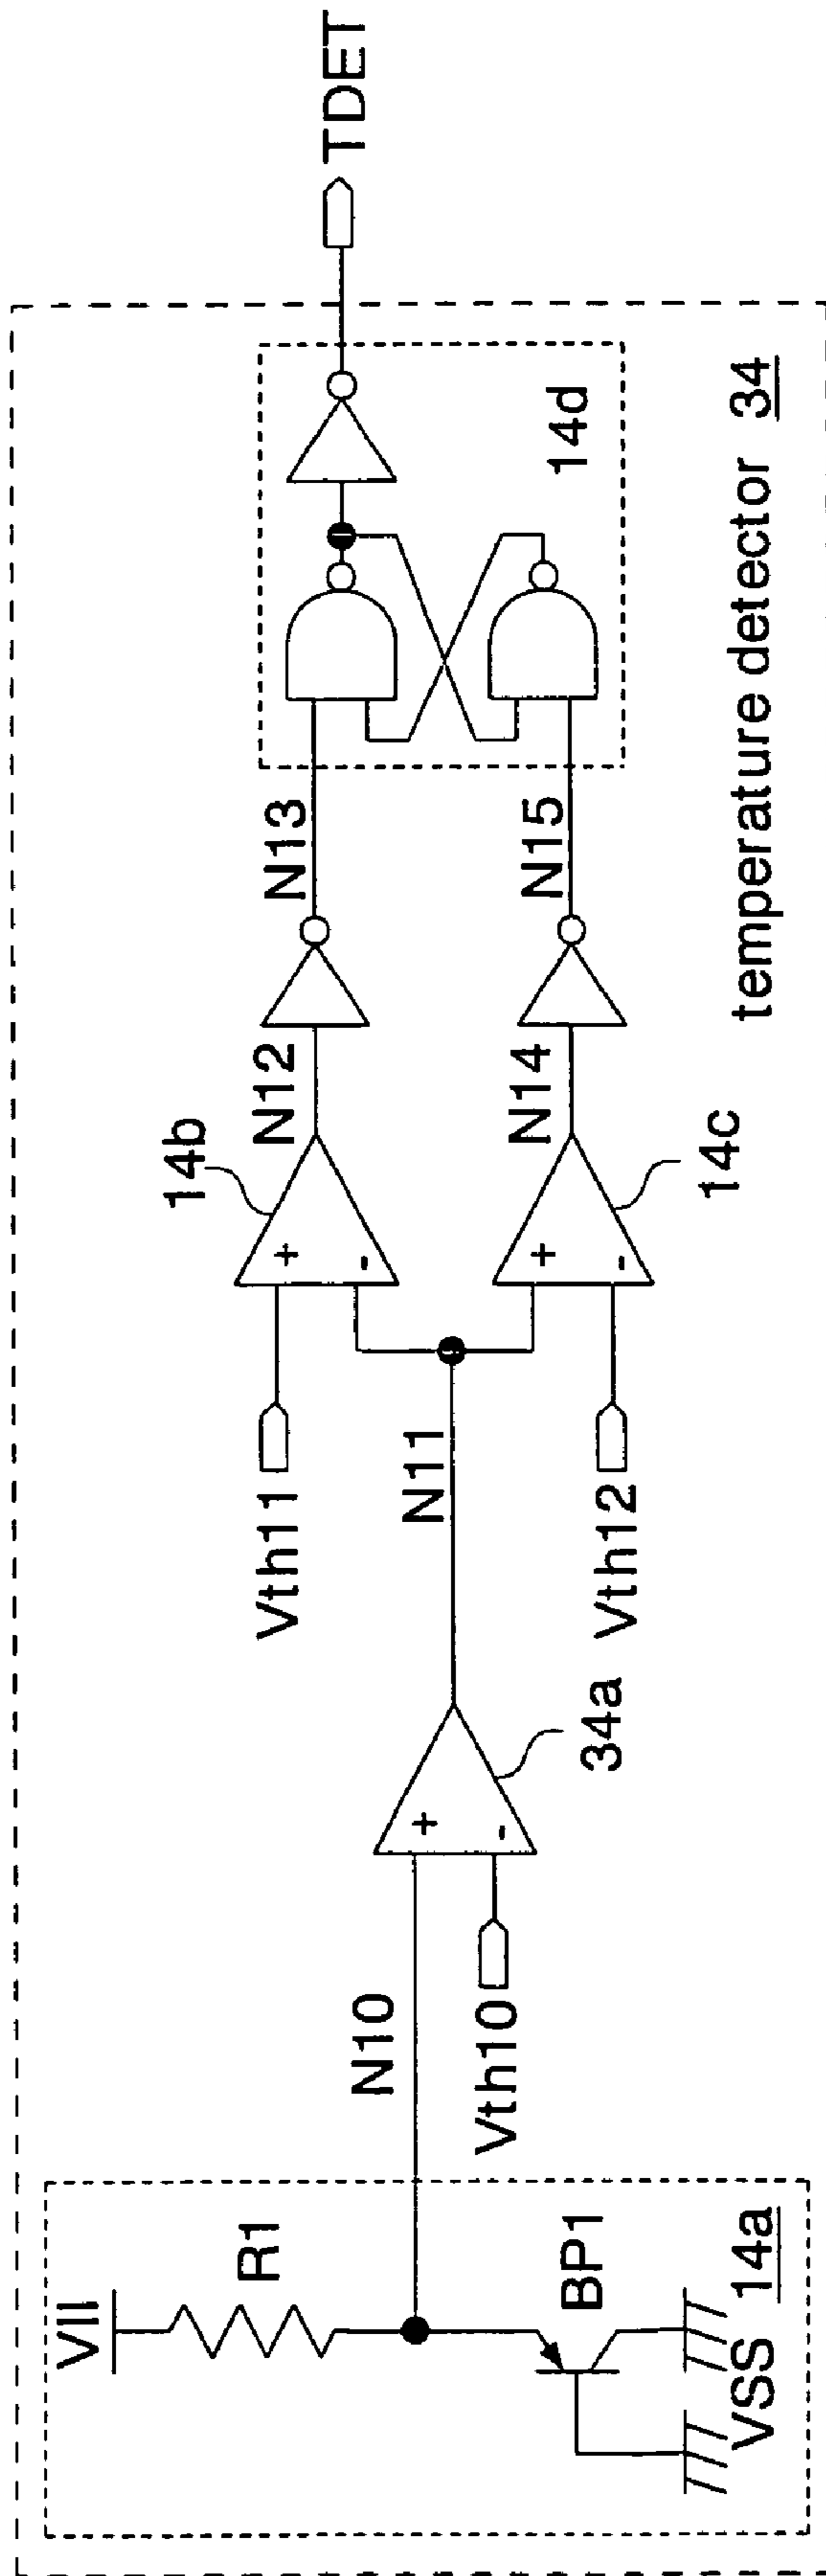 VII
R1
BP1
VSS
14a
N10
Vth10
+
-
34a
N11
Vth11
Vth12
+
-
14b
+
-
14c
N12
N14
N13
N15
14d
TDET
temperature detector 34